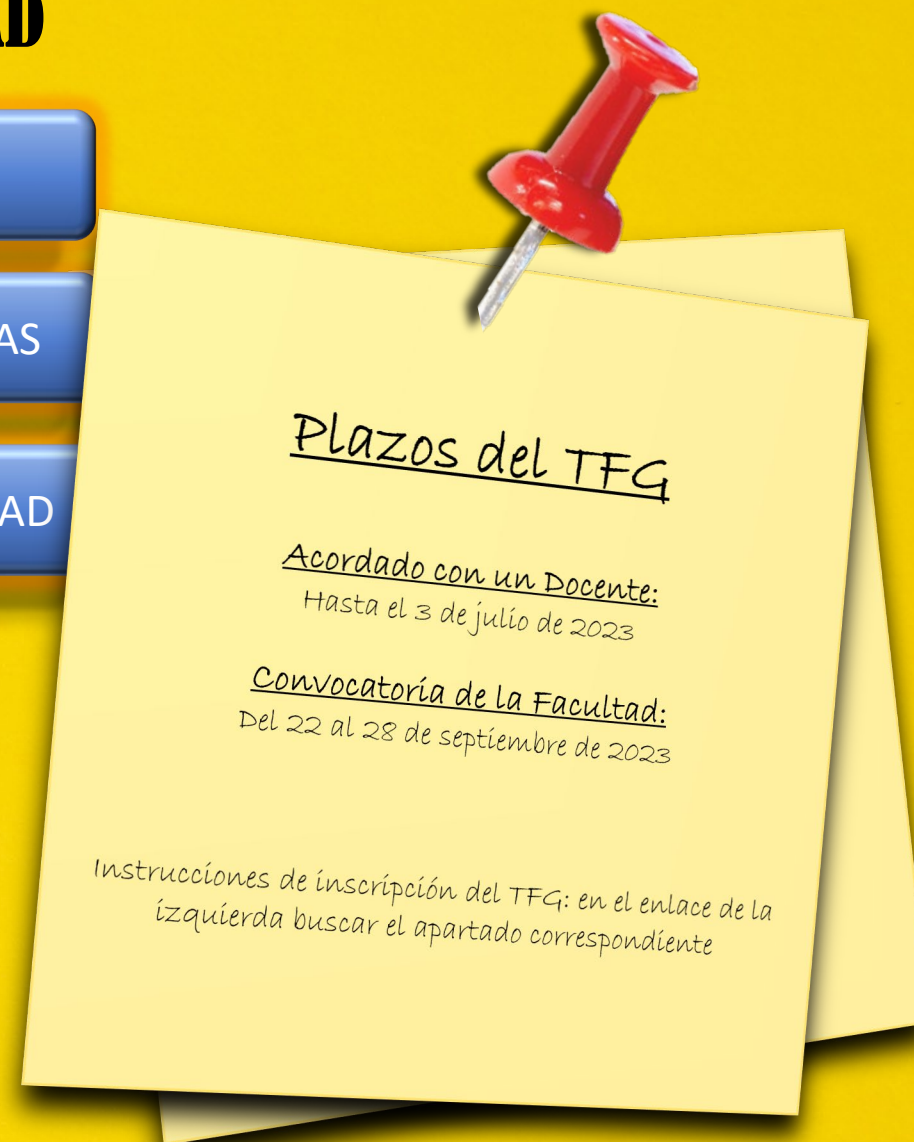 AD
AS
AD
Plazos del TFG
Acordado con un Docente:
Hasta el 3 de julio de 2023
Convocatoria de la Facultad:
Del 22 al 28 de septiembre de 2023
Instrucciones de inscripción del TFG: en el enlace de la
izquierda buscar el apartado correspondiente